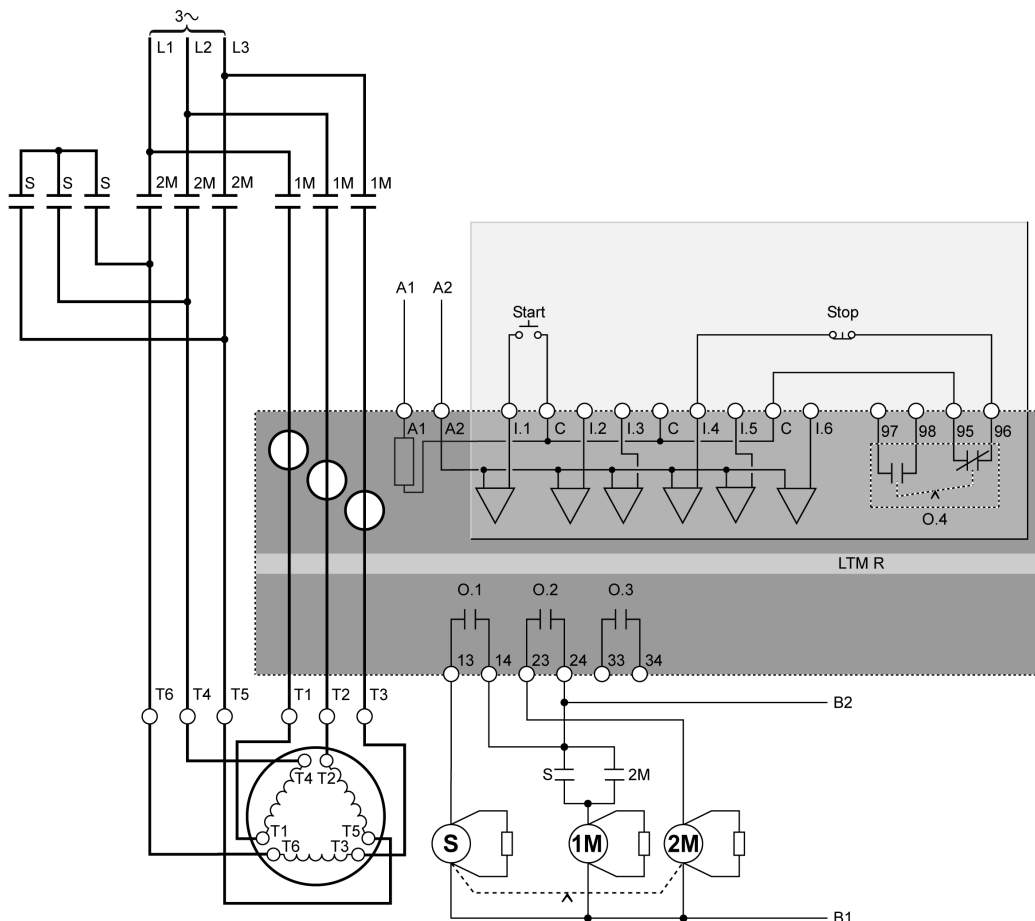 3~
L1 L2 L3
S S S 2M 2M 2M 1M 1M 1M
A1 A2
Start Stop
A1 A2 I.1 C I.2 I.3 C I.4 I.5 C I.6 97 98 95 96
O.4
LTM R
O.1 O.2 O.3
13 14 23 24 33 34
T6 T4 T5 T1 T2 T3
B2
T4 T2
S 2M
T1 T5
T6 T3
S 1M 2M
B1